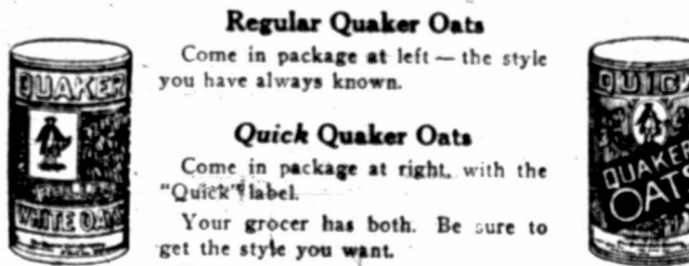 Regular Quaker Oats
Come in package at left — the style
you have always known.
Quick Quaker Oats
Come in package at right, with the
"Quick" label.
Your grocer has both. Be sure to
get the style you want.
QUAKER
WHITE OATS
QUICK
QUAKER
OATS